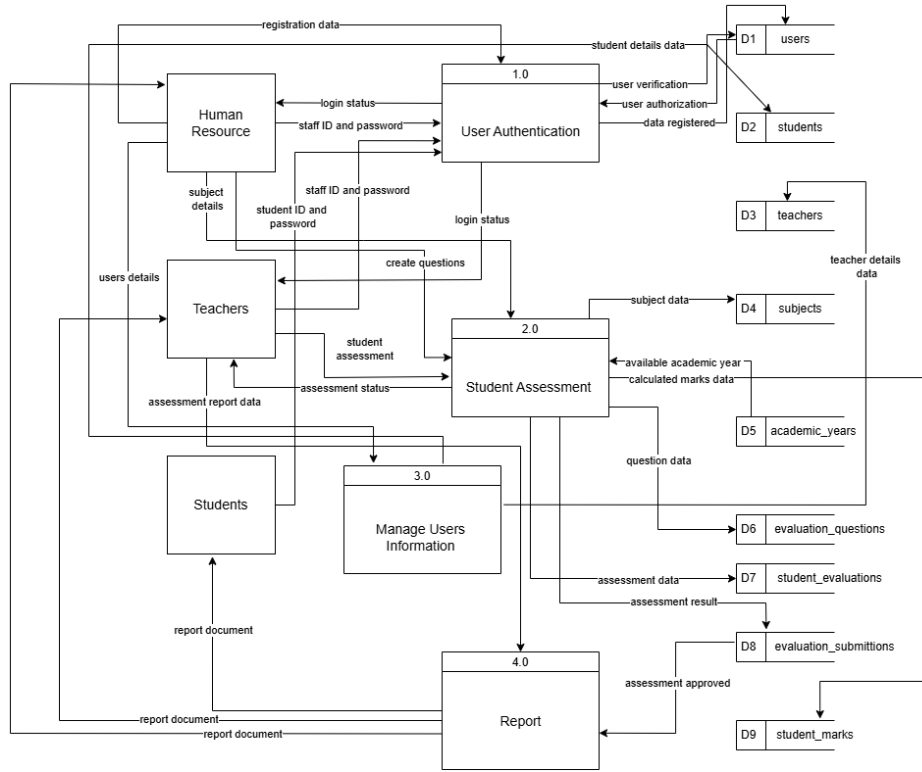 registration data
D1 users
student details data
1.0
user verification
Human
Resource
login status
user authorization
User Authentication
staff ID and password
data registered
D2 students
subject
details
staff ID and password
student ID and
password
login status
D3 teachers
users details
create questions
teacher details
data
Teachers
subject data
D4 subjects
2.0
student
assessment
available academic year
assessment status
Student Assessment
calculated marks data
assessment report data
D5 academic_years
question data
3.0
Students
Manage Users
Information
D6 evaluation_questions
assessment data
D7 student_evaluations
assessment result
report document
D8 evaluation_submittions
4.0
assessment approved
report document
Report
report document
D9 student_marks